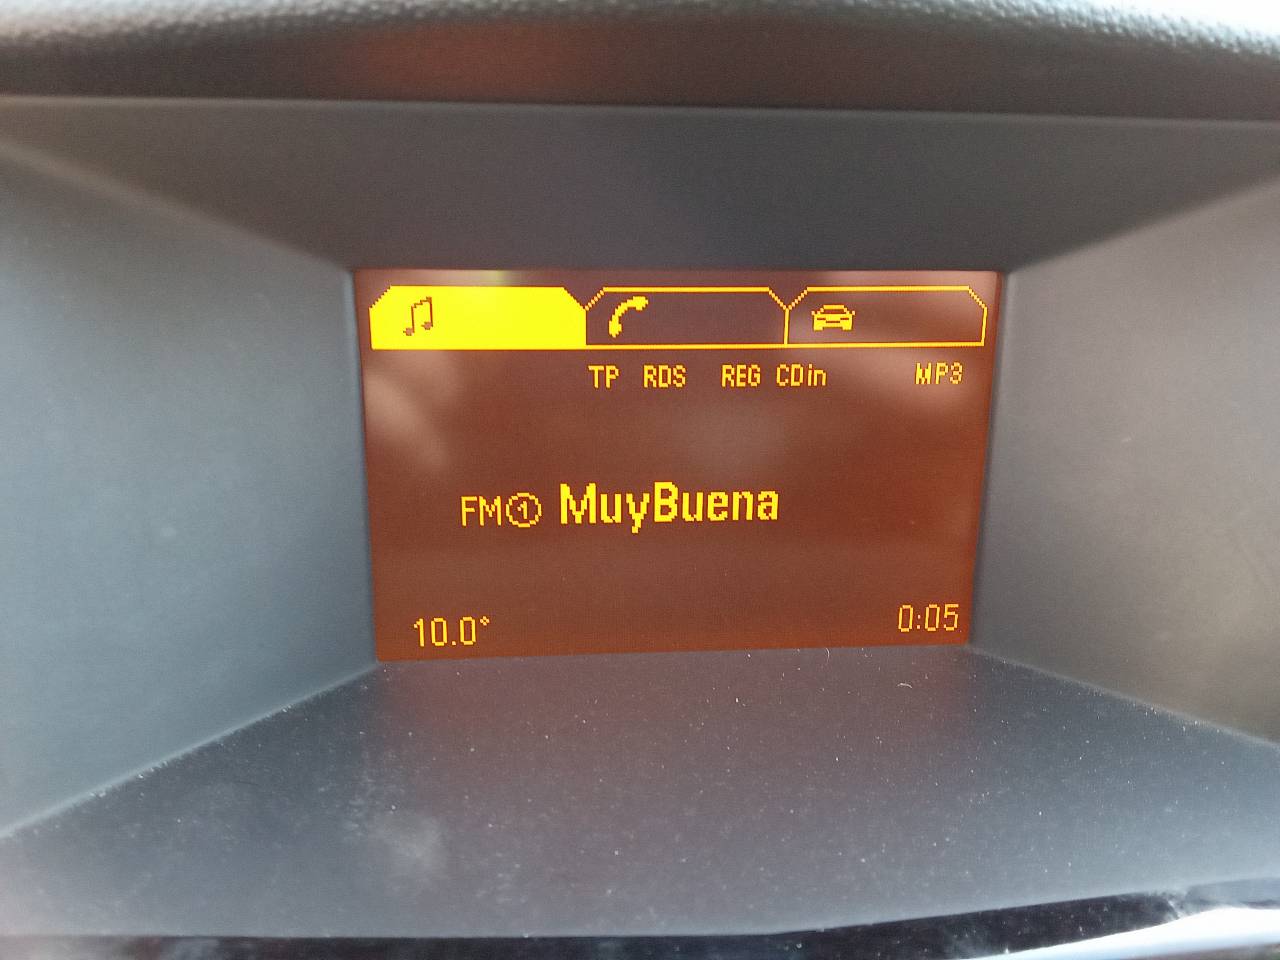 TP RDS REG CDin MP3
FM① MuyBuena
10.0° 0:05